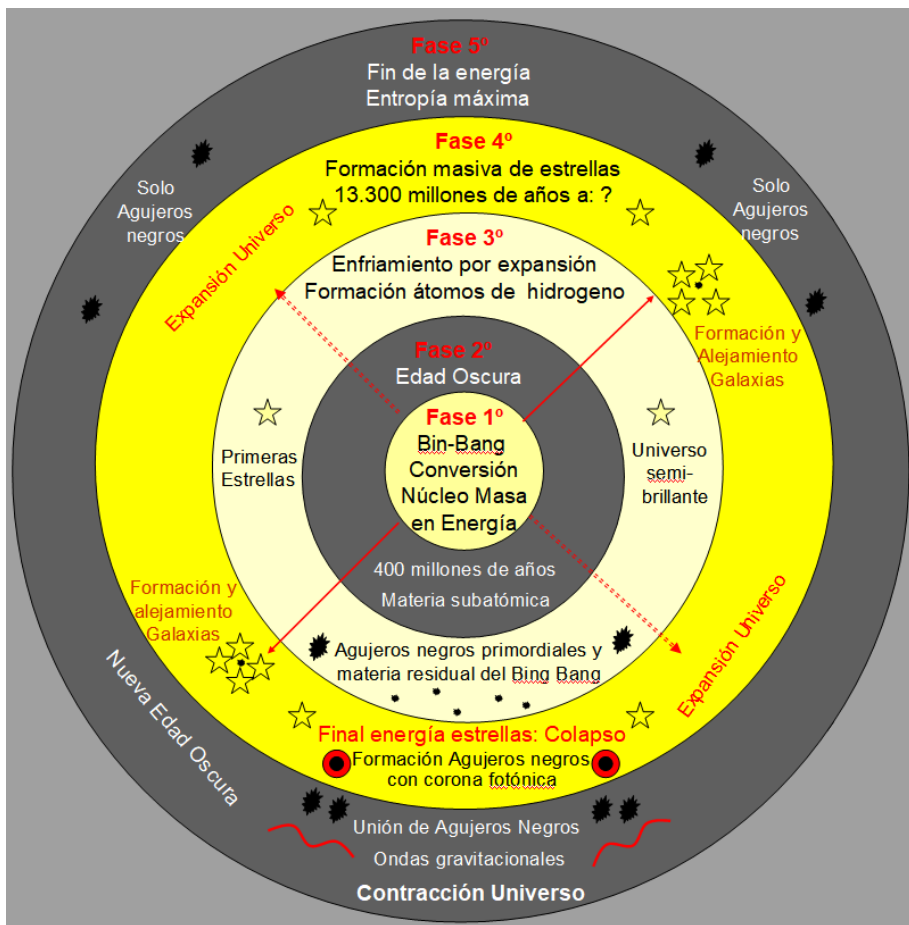 Fase 5º
Fin de la energía
Entropía máxima
Solo
Agujeros
negros
Solo
Agujeros
negros
Fase 4º
Formación masiva de estrellas
13.300 millones de años a: ?
Expansión Universo
Fase 3º
Enfriamiento por expansión
Formación átomos de hidrogeno
Formación y
Alejamiento
Galaxias
Fase 2º
Edad Oscura
Fase 1º
Bin-Bang
Conversión
Núcleo Masa
en Energía
Primeras
Estrellas
Universo
semi-
brillante
400 millones de años
Materia subatómica
Formación y
alejamiento
Galaxias
Agujeros negros primordiales y
materia residual del Bing Bang
Expansión Universo
Nueva Edad Oscura
Final energía estrellas: Colapso
Formación Agujeros negros
con corona fotónica
Unión de Agujeros Negros
Ondas gravitacionales
Contracción Universo